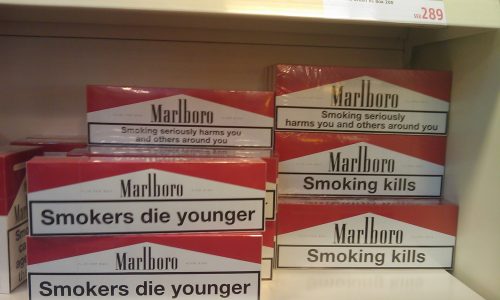 SEK 289
Marlboro
Smoking seriously harms you
and others around you
Marlboro
Smokers die younger
Marlboro
Smokers die younger
Marlboro
Smoking seriously
harms you and others around you
Marlboro
Smoking kills
Marlboro
Smoking kills